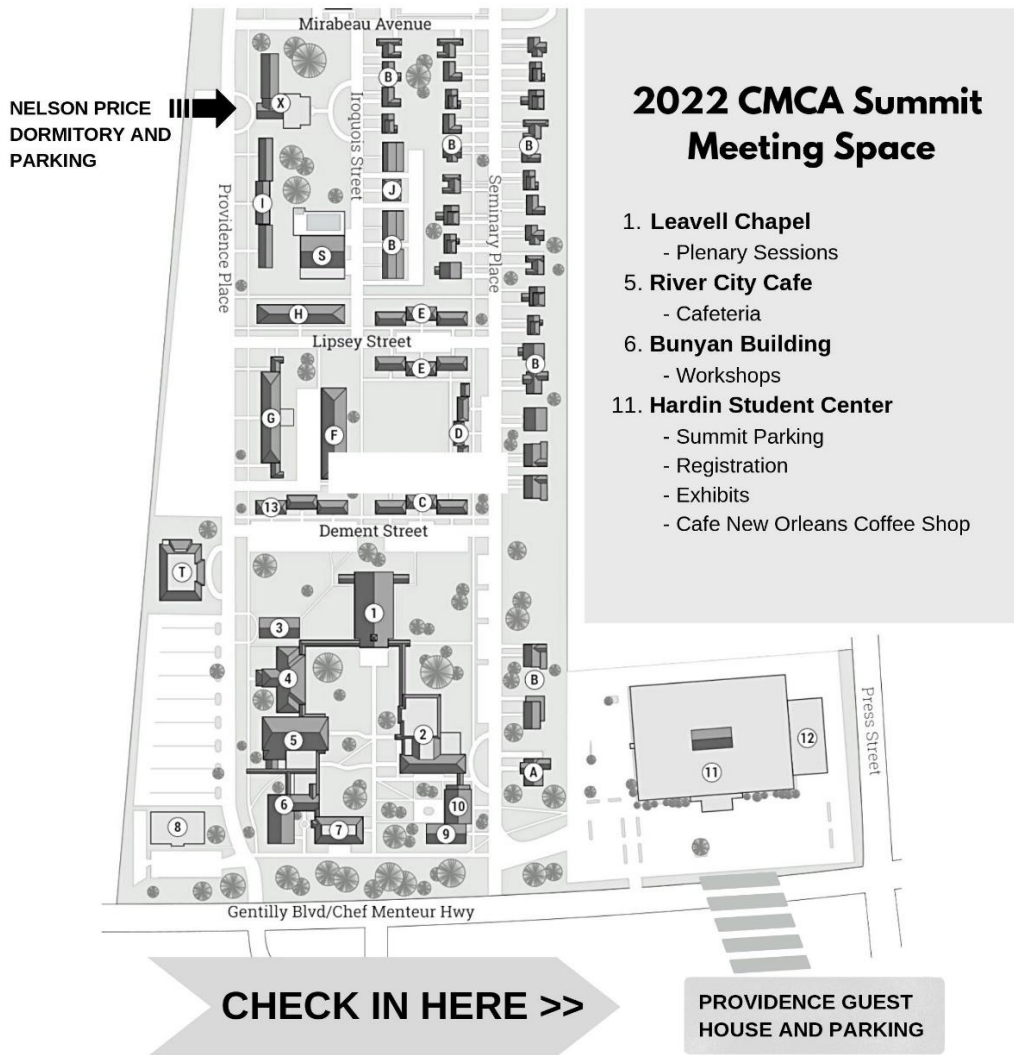 Mirabeau Avenue
NELSON PRICE
DORMITORY AND
PARKING
2022 CMCA Summit
Meeting Space
1. Leavell Chapel
- Plenary Sessions
5. River City Cafe
- Cafeteria
6. Bunyan Building
- Workshops
11. Hardin Student Center
- Summit Parking
- Registration
- Exhibits
- Cafe New Orleans Coffee Shop
B
X
B
B
Iroquois Street
I
J
Providence Place
Seminary Place
B
S
H
E
Lipsey Street
E
B
G
F
D
13
C
Dement Street
T
1
3
4
B
2
5
Press Street
12
11
A
6
10
7
9
8
Gentilly Blvd/Chef Menteur Hwy
CHECK IN HERE >>
PROVIDENCE GUEST
HOUSE AND PARKING